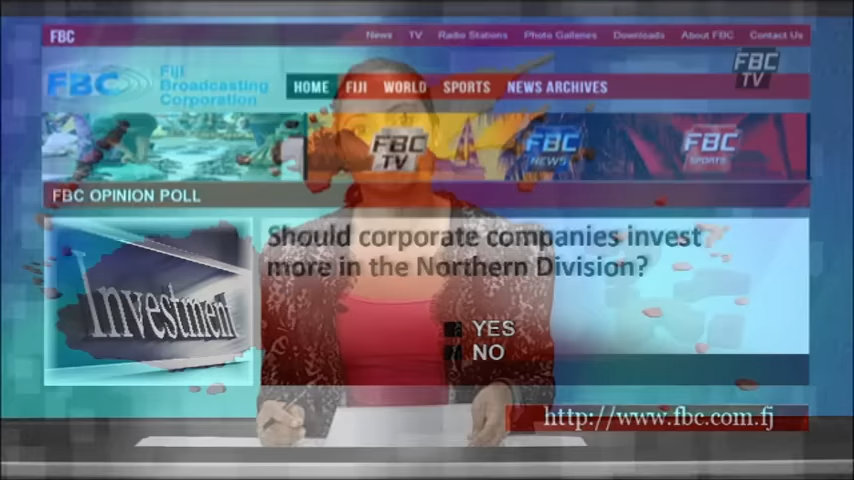 FBC
News TV Radio Stations Photo Galleries Downloads About FBC Contact Us
FBC
TV
FBC
Fiji
Broadcasting
Corporation
HOME FIJI WORLD SPORTS NEWS ARCHIVES
FBC
TV
FBC
NEWS
FBC
SPORTS
FBC OPINION POLL
Should corporate companies invest
more in the Northern Division?
Investment
YES
NO
http://www.fbc.com.fj